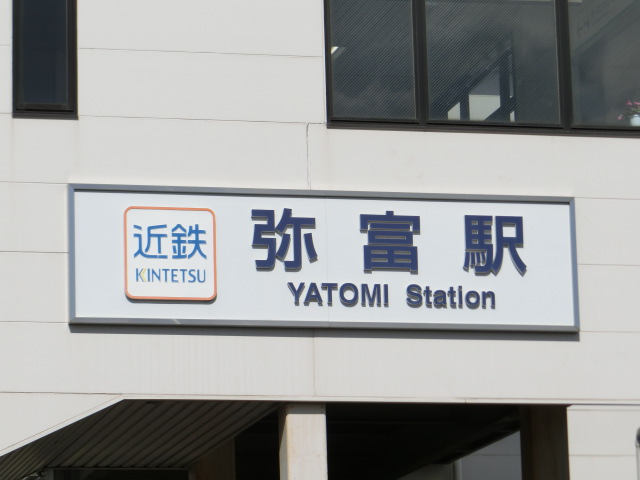 近鉄
KINTETSU
弥富駅
YATOMI Station